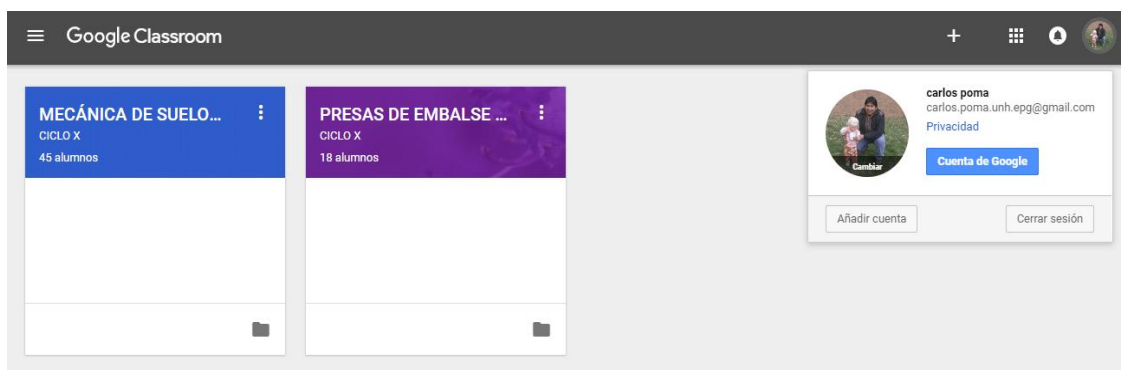 Google Classroom
MECÁNICA DE SUELO...
CICLO X
45 alumnos
PRESAS DE EMBALSE ...
CICLO X
18 alumnos
carlos poma
carlos.poma.unh.epg@gmail.com
Privacidad
Cambiar
Cuenta de Google
Añadir cuenta
Cerrar sesión